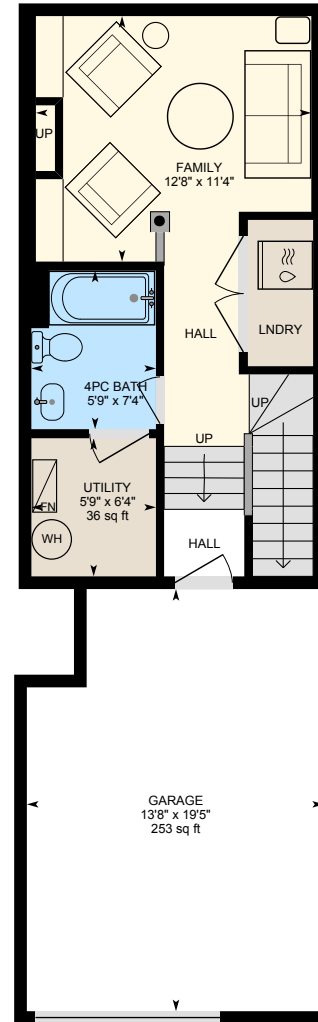 UP
FAMILY
12'8" x 11'4"
HALL
LNDRY
4PC BATH
5'9" x 7'4"
UP
UP
UTILITY
5'9" x 6'4"
36 sq ft
FN
WH
HALL
GARAGE
13'8" x 19'5"
253 sq ft